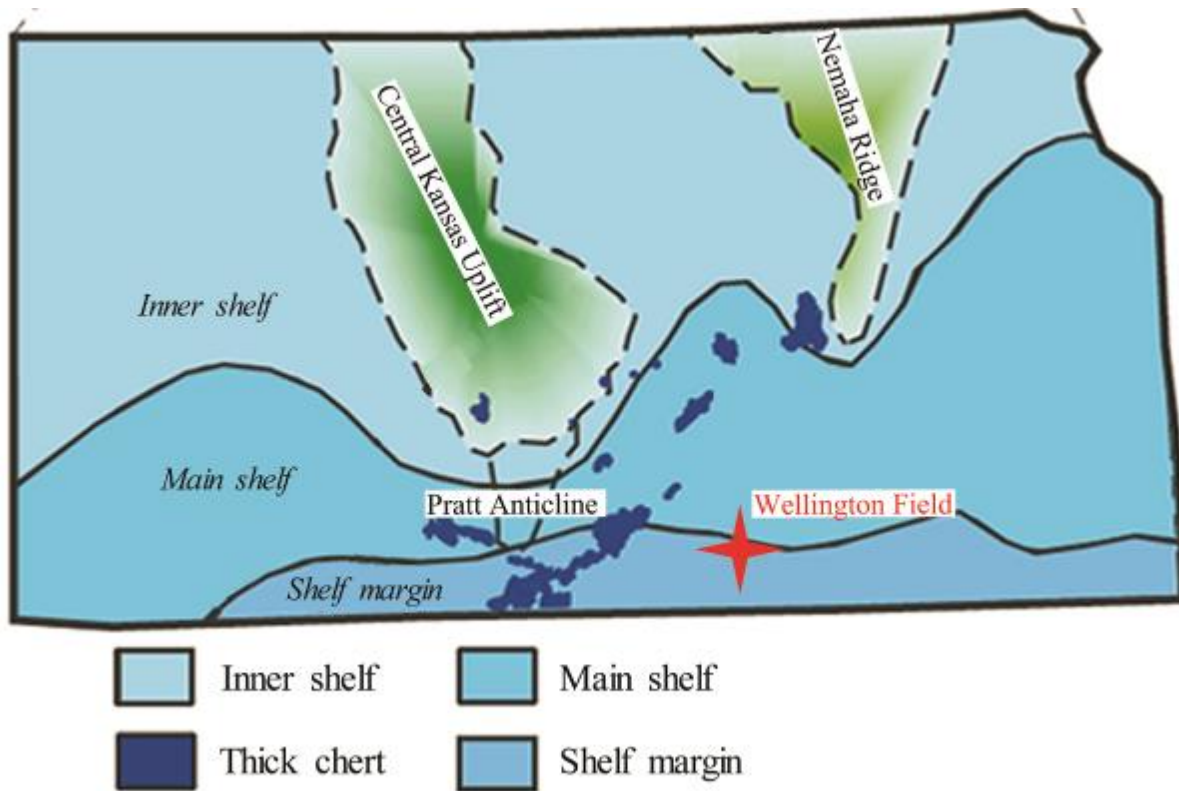 Nemaha Ridge
Central Kansas Uplift
Inner shelf
Main shelf
Pratt Anticline
Wellington Field
Shelf margin
Inner shelf
Main shelf
Thick chert
Shelf margin